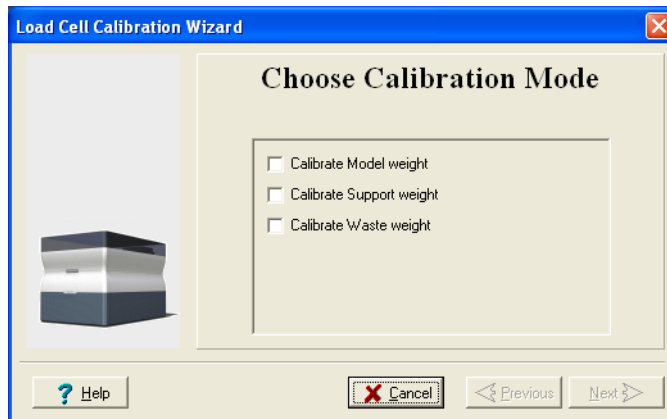 Load Cell Calibration Wizard
Choose Calibration Mode
Calibrate Model weight
Calibrate Support weight
Calibrate Waste weight
Help
Cancel
Previous
Next